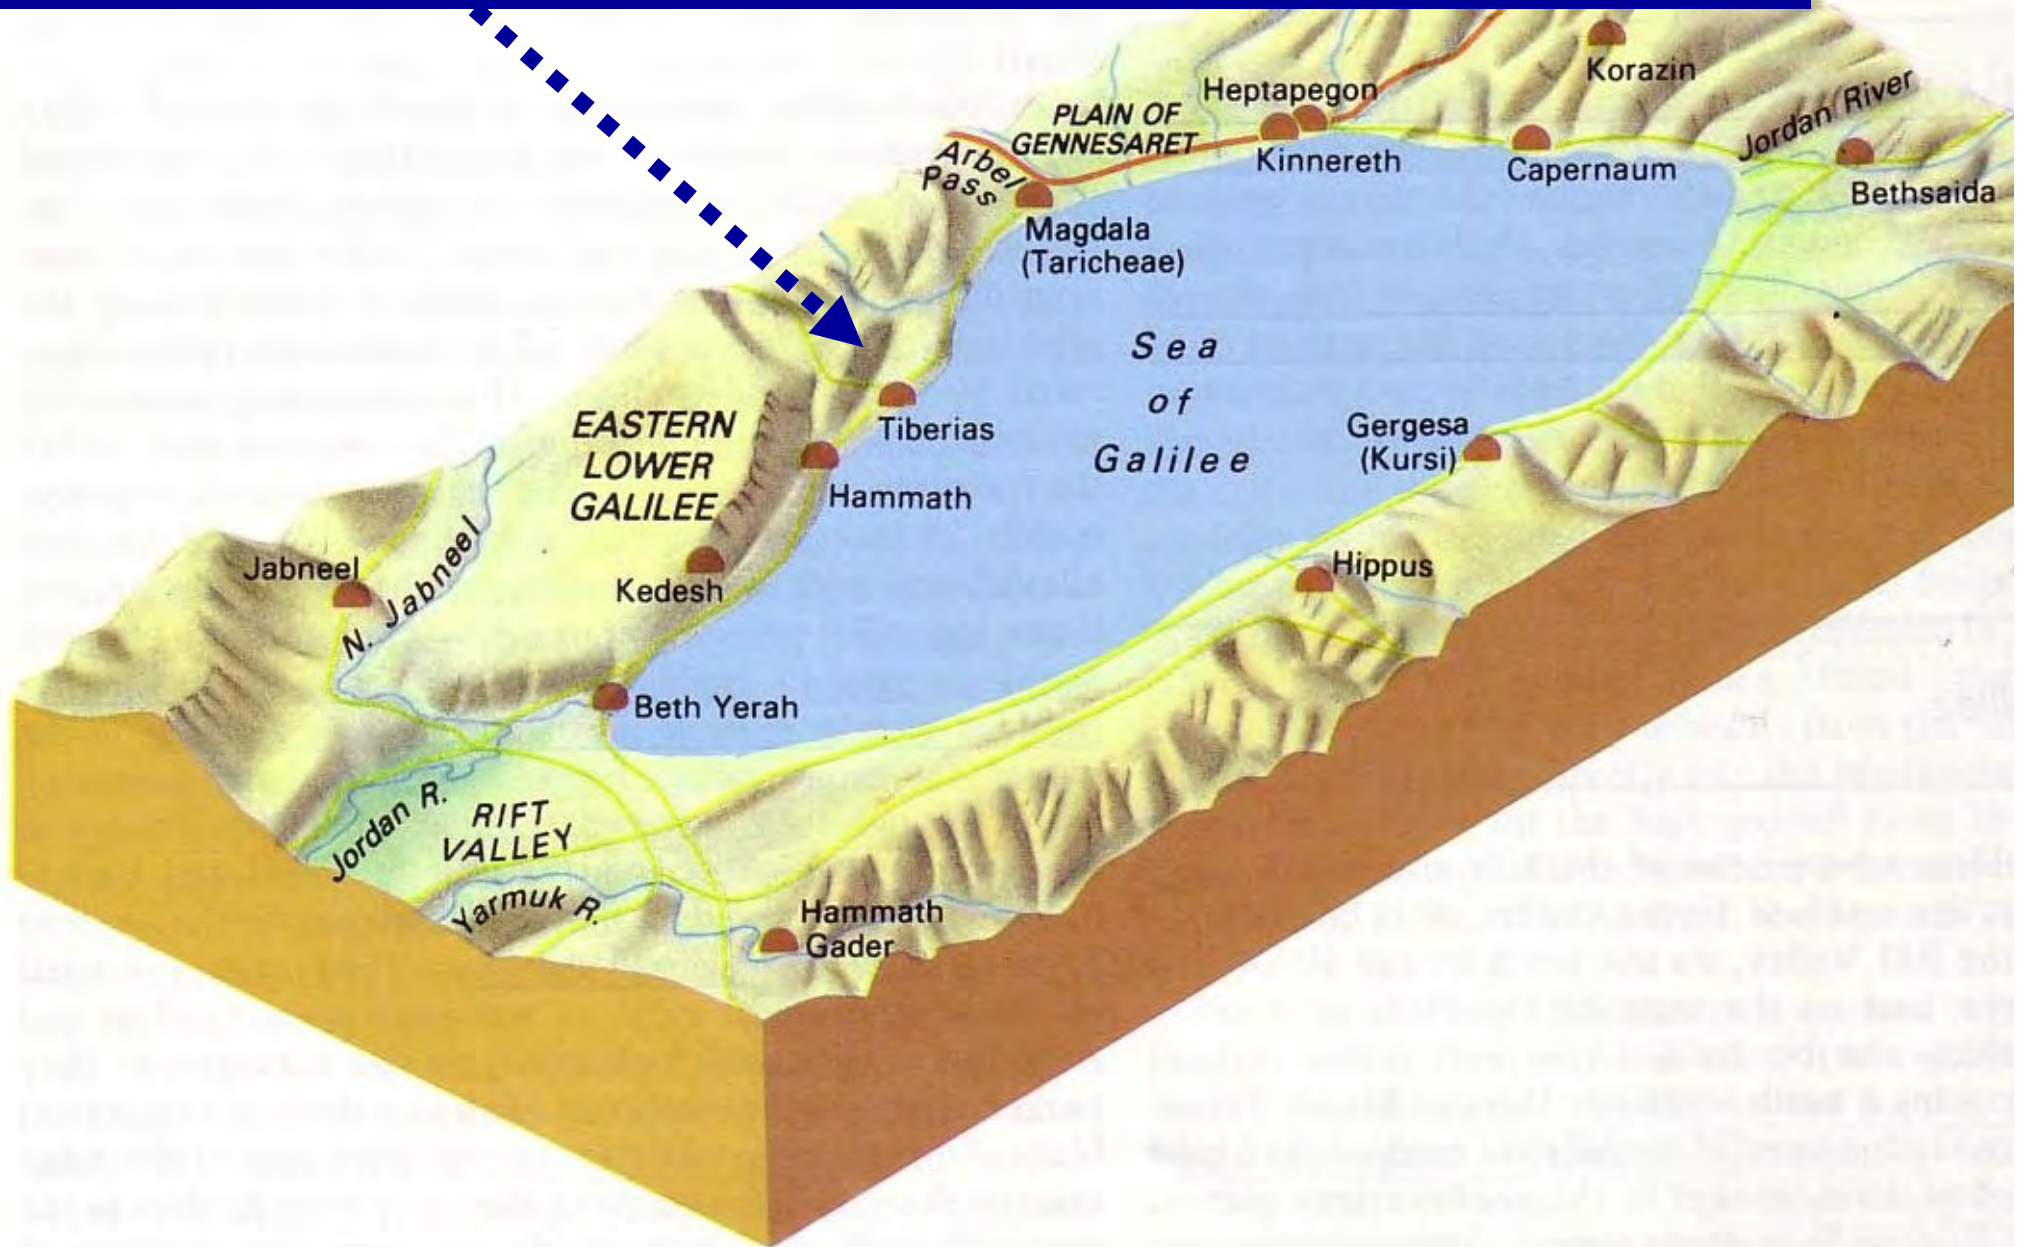 Korazin
Heptapegon
PLAIN OF
GENNESARET
Jordan River
Arbel
Pass
Kinnereth
Capernaum
Bethsaida
Magdala
(Taricheae)
Sea
of
Galilee
EASTERN
LOWER
GALILEE
Tiberias
Gergesa
(Kursi)
Hammath
Jabneel
N. Jabneel
Kedesh
Hippus
Beth Yerah
Jordan R.
RIFT
VALLEY
Yarmuk R.
Hammath
Gader